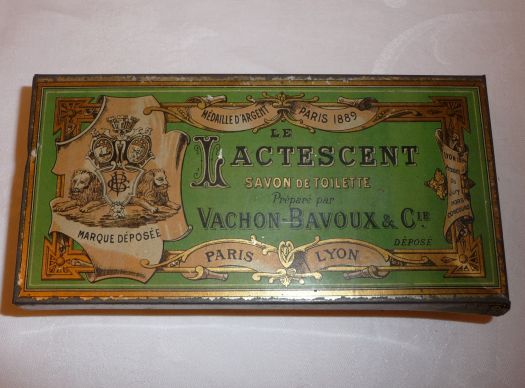 MÉDAILLE D'ARGENT PARIS 1889
LE
LACTESCENT
SAVON DE TOILETTE
Préparé par
VACHON-BAVOUX & CIE
DÉPOSÉ
PARIS LYON
MARQUE DÉPOSÉE
LYON